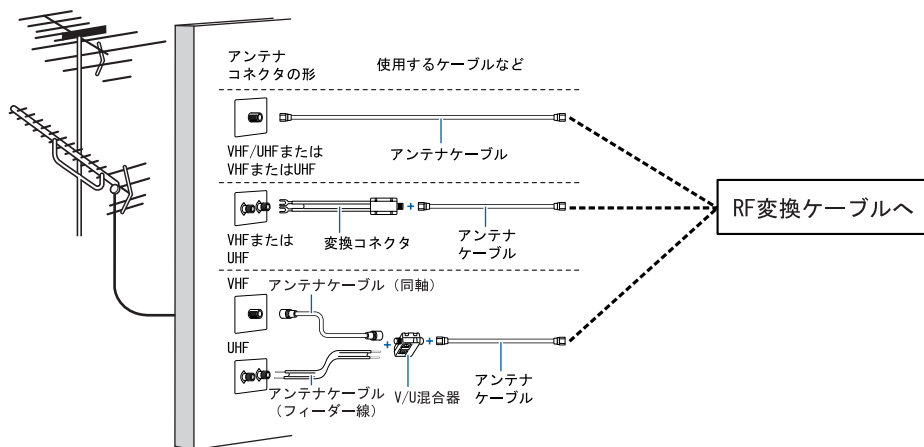 アンテナ
コネクタの形
使用するケーブルなど
VHF/UHFまたは
VHFまたはUHF
アンテナケーブル
RF変換ケーブルへ
VHFまたは
UHF
変換コネクタ
アンテナ
ケーブル
VHF
アンテナケーブル（同軸）
UHF
アンテナケーブル
（フィーダー線）
V/U混合器
アンテナ
ケーブル